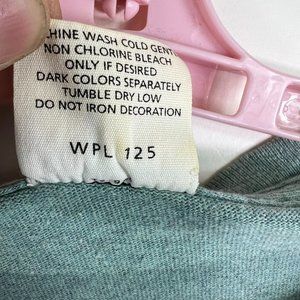 HINE WASH COLD GENT
NON CHLORINE BLEACH
ONLY IF DESIRED
DARK COLORS SEPARATELY
TUMBLE DRY LOW
DO NOT IRON DECORATION
WPL 125